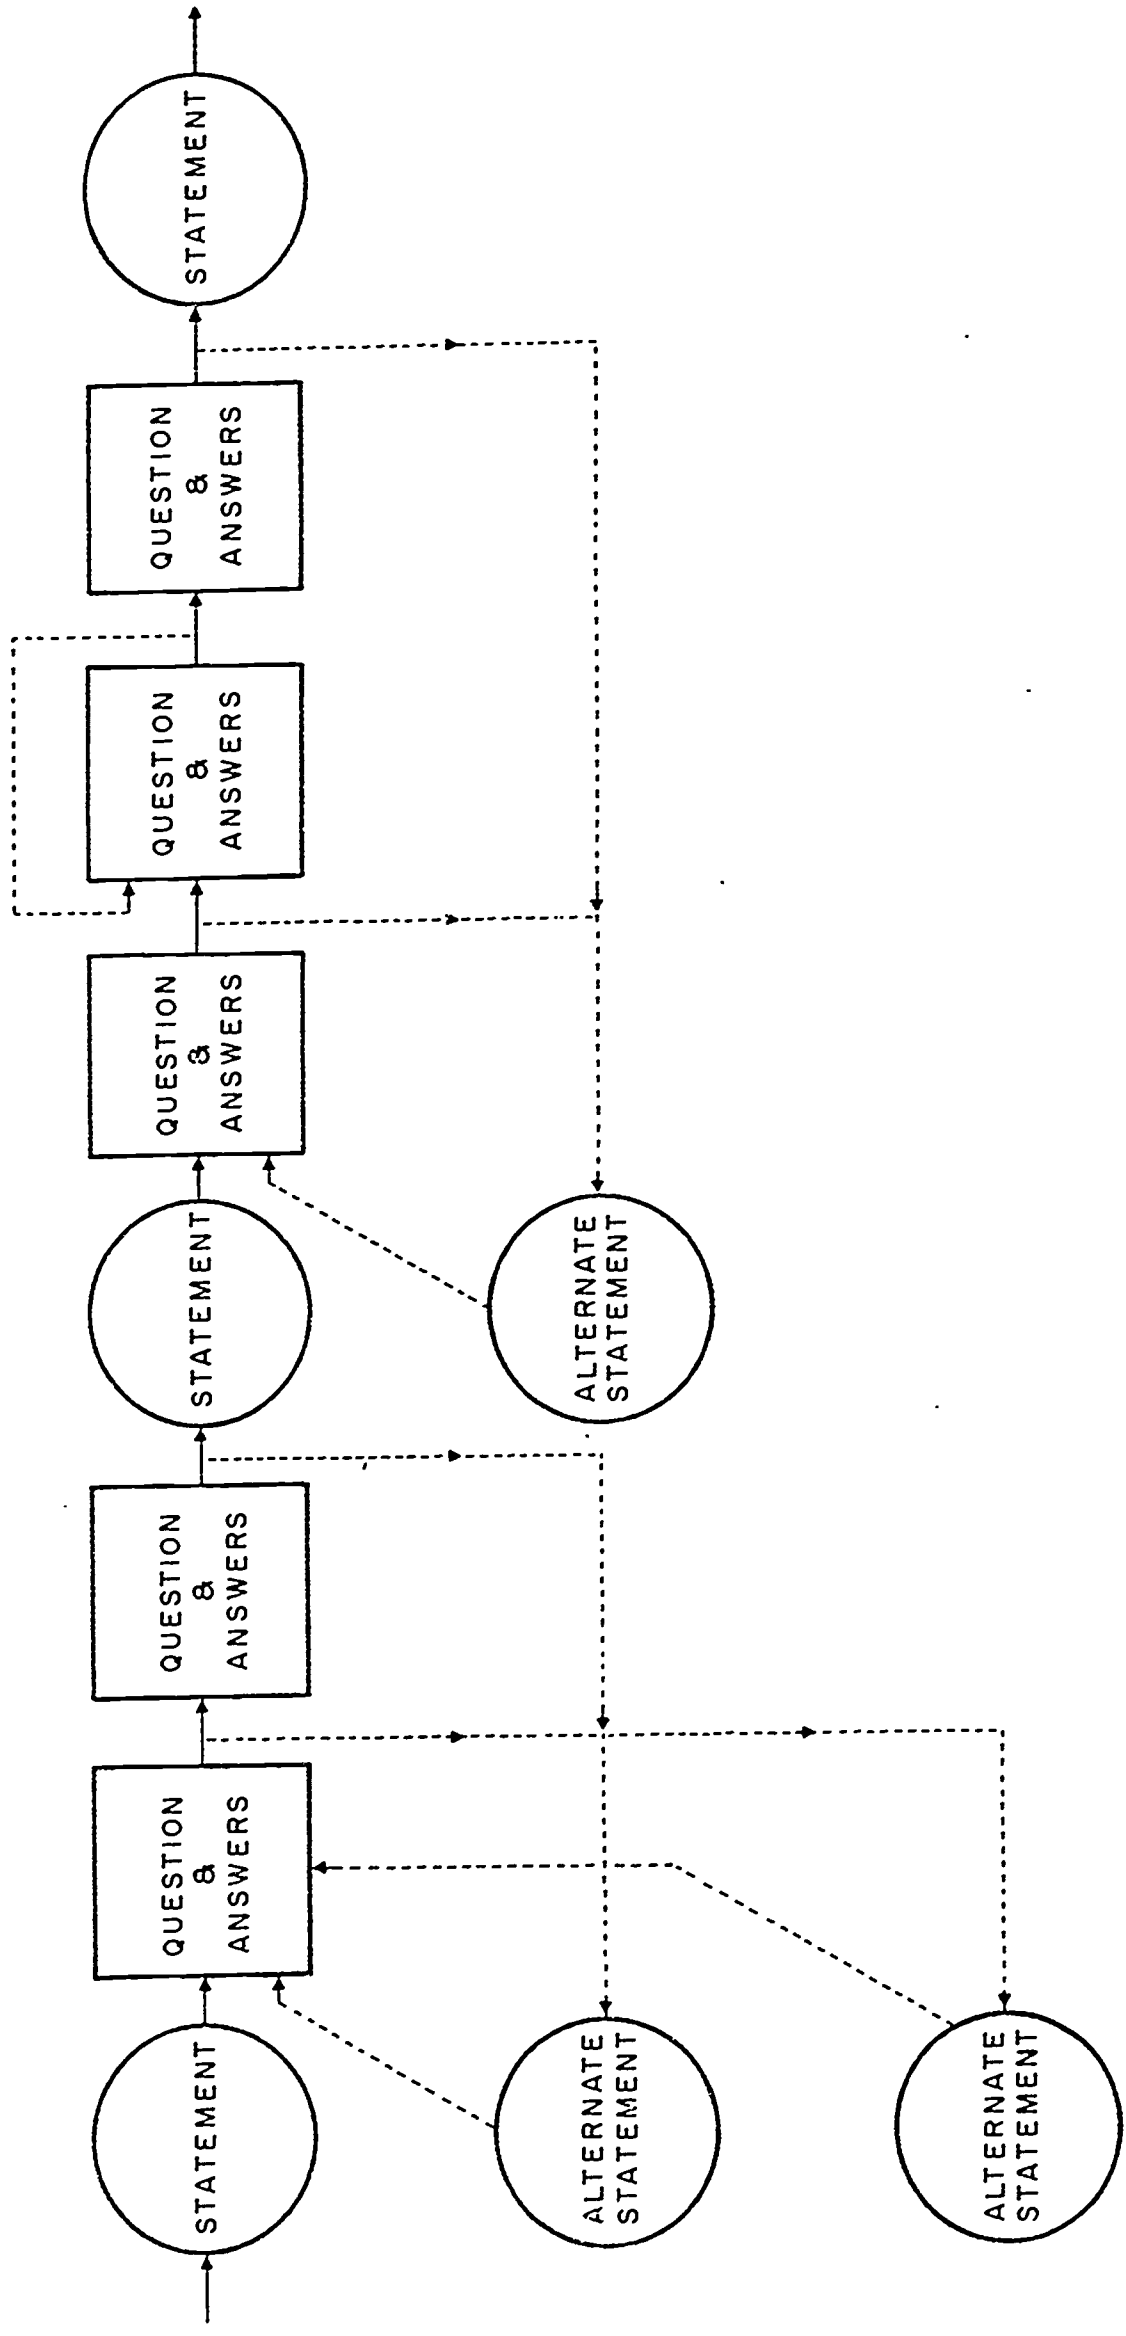 STATEMENT
QUESTION
&
ANSWERS
QUESTION
&
ANSWERS
STATEMENT
QUESTION
&
ANSWERS
QUESTION
&
ANSWERS
QUESTION
&
ANSWERS
STATEMENT
ALTERNATE
STATEMENT
ALTERNATE
STATEMENT
ALTERNATE
STATEMENT